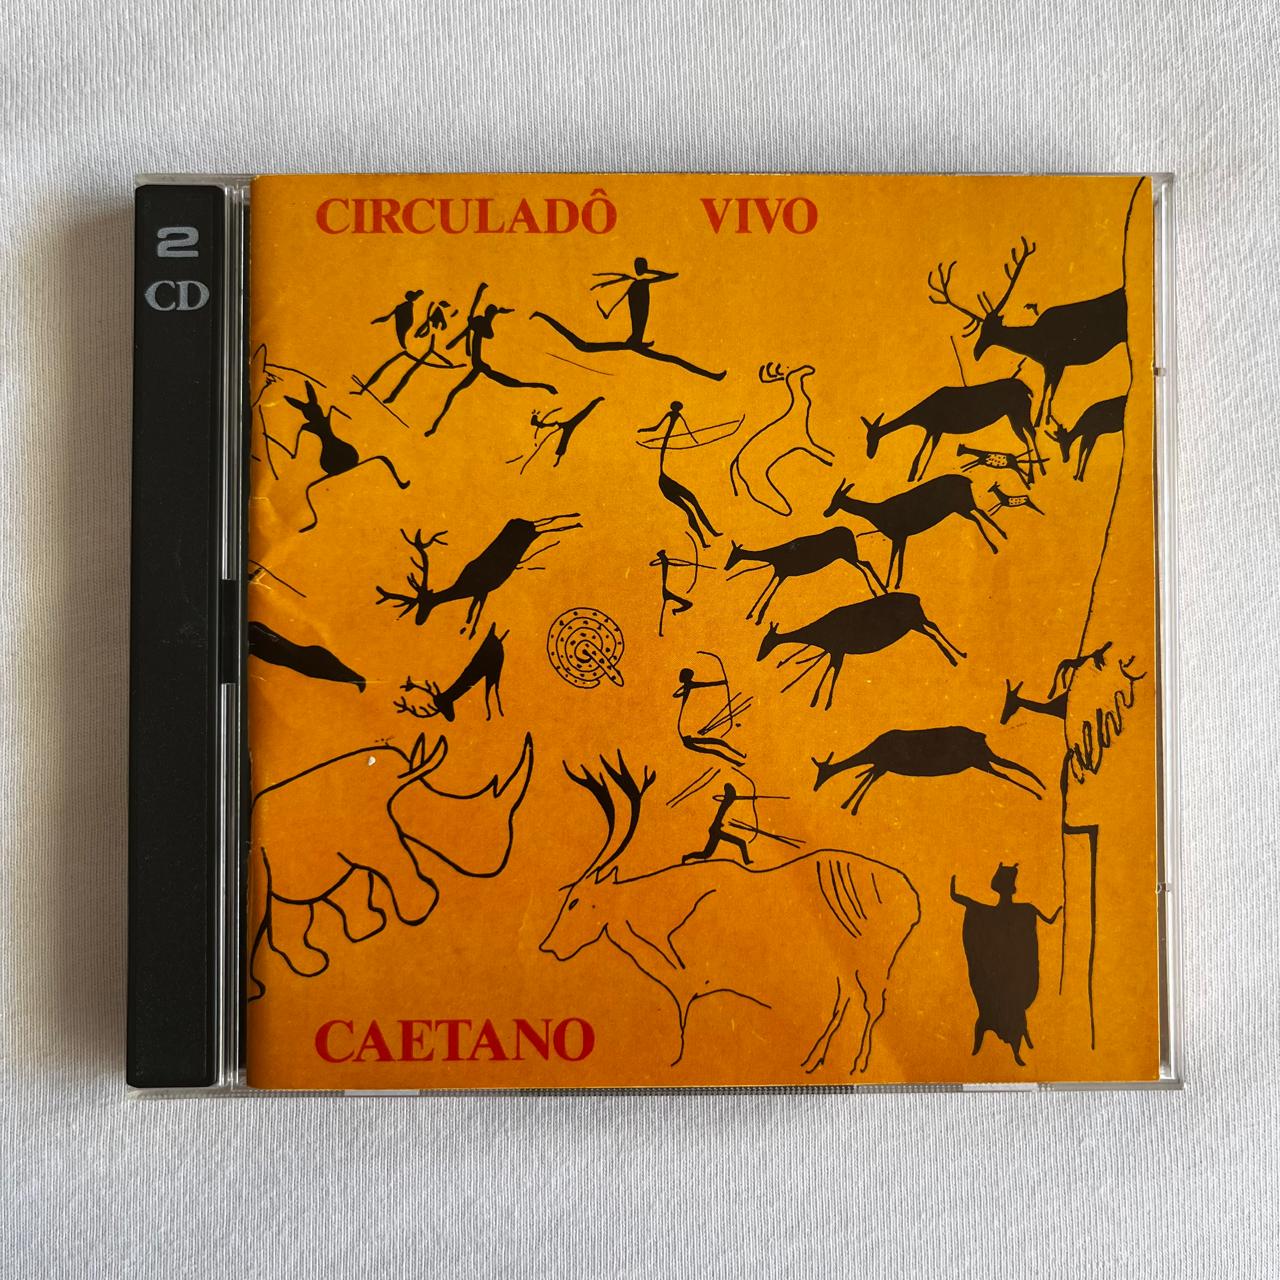 CIRCULADÔ VIVO
2
CD
CAETANO